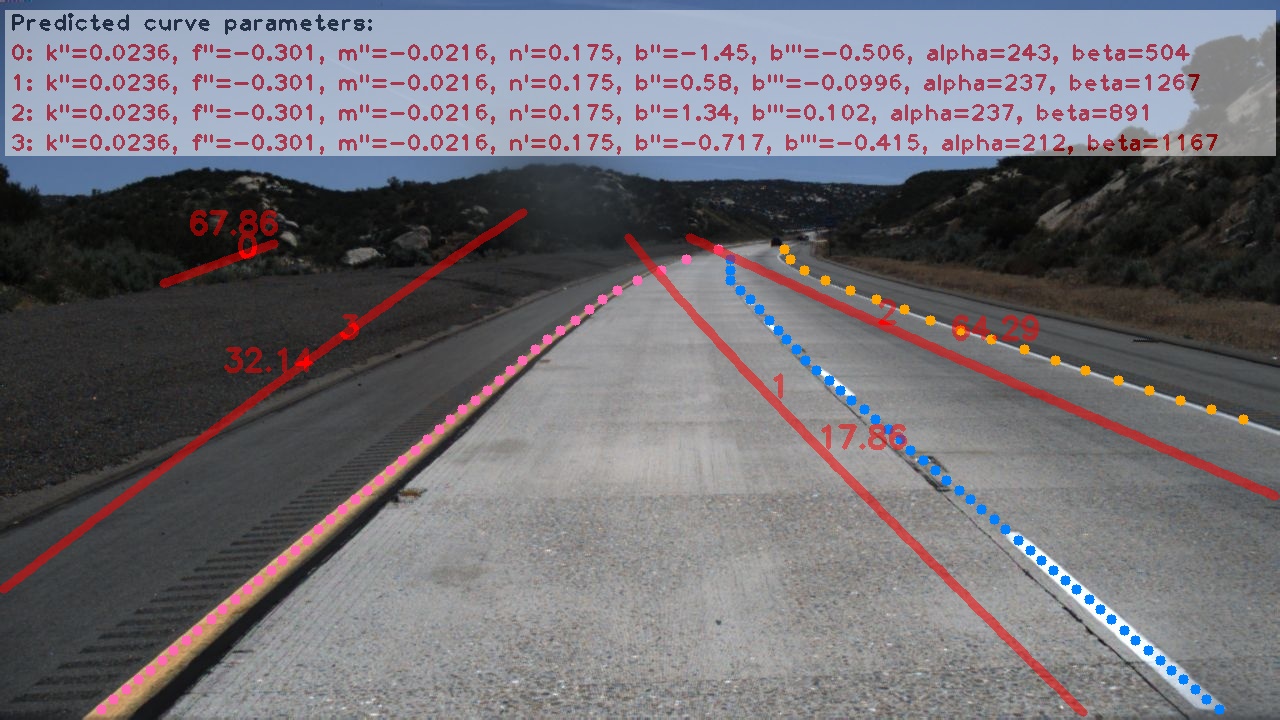 Predicted curve parameters:
0: k''=0.0236, f''=-0.301, m''=-0.0216, n'=0.175, b''=-1.45, b'''=-0.506, alpha=243, beta=504
1: k''=0.0236, f''=-0.301, m''=-0.0216, n'=0.175, b''=0.58, b'''=-0.0996, alpha=237, beta=1267
2: k''=0.0236, f''=-0.301, m''=-0.0216, n'=0.175, b''=1.34, b'''=0.102, alpha=237, beta=891
3: k''=0.0236, f''=-0.301, m''=-0.0216, n'=0.175, b''=-0.717, b'''=-0.415, alpha=212, beta=1167
67.86
0
2
64.29
3
32.14
1
17.86